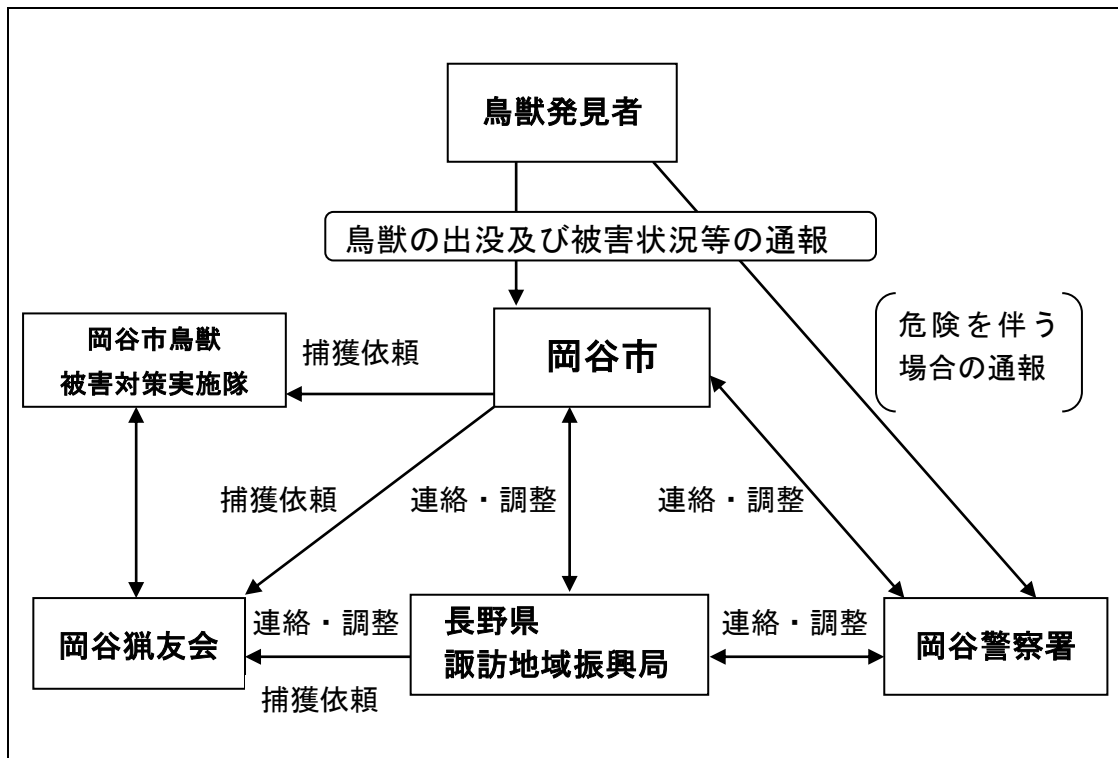 鳥獣発見者
鳥獣の出没及び被害状況等の通報
危険を伴う
場合の通報
岡谷市鳥獣
被害対策実施隊
捕獲依頼
岡谷市
捕獲依頼
連絡・調整
連絡・調整
岡谷猟友会
連絡・調整
捕獲依頼
長野県
諏訪地域振興局
連絡・調整
岡谷警察署